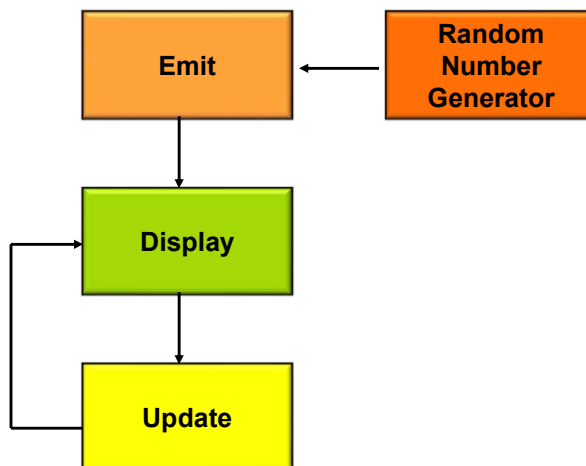 Emit
Random
Number
Generator
Display
Update